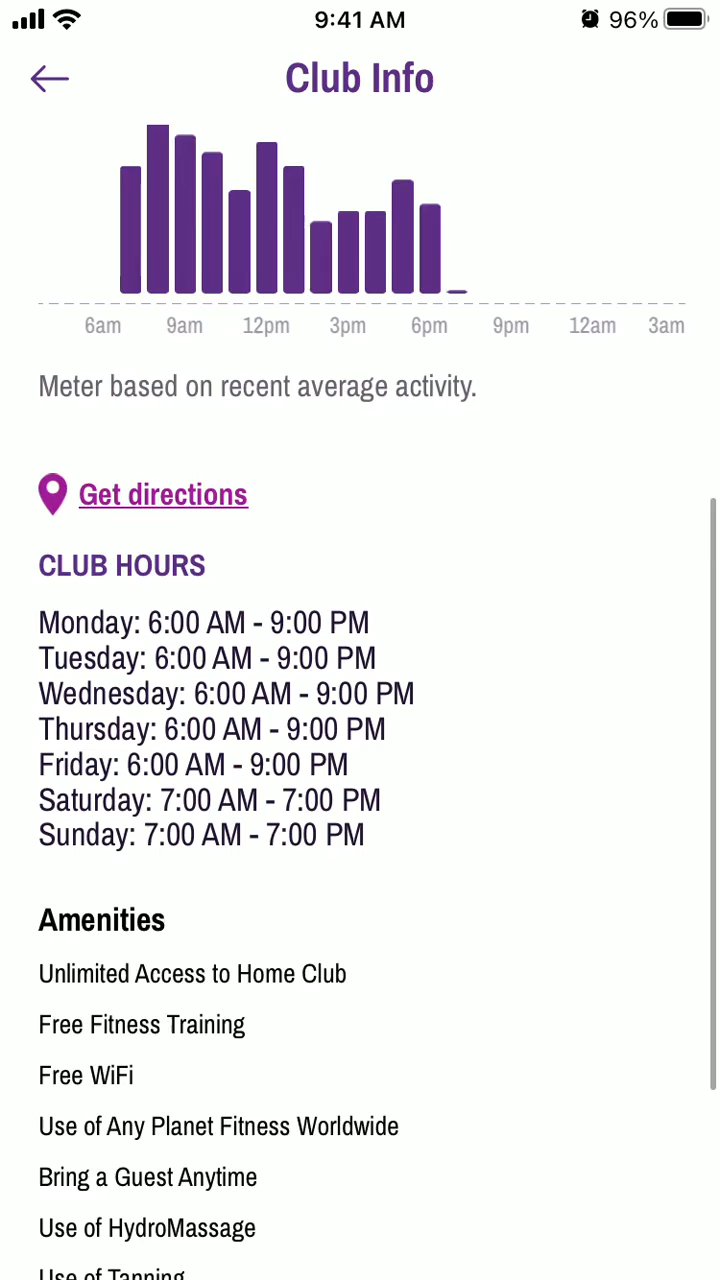 9:41 AM
96%
Club Info
6am 9am 12pm 3pm 6pm 9pm 12am 3am
Meter based on recent average activity.
Get directions
CLUB HOURS
Monday: 6:00 AM - 9:00 PM
Tuesday: 6:00 AM - 9:00 PM
Wednesday: 6:00 AM - 9:00 PM
Thursday: 6:00 AM - 9:00 PM
Friday: 6:00 AM - 9:00 PM
Saturday: 7:00 AM - 7:00 PM
Sunday: 7:00 AM - 7:00 PM
Amenities
Unlimited Access to Home Club
Free Fitness Training
Free WiFi
Use of Any Planet Fitness Worldwide
Bring a Guest Anytime
Use of HydroMassage
Use of Tanning